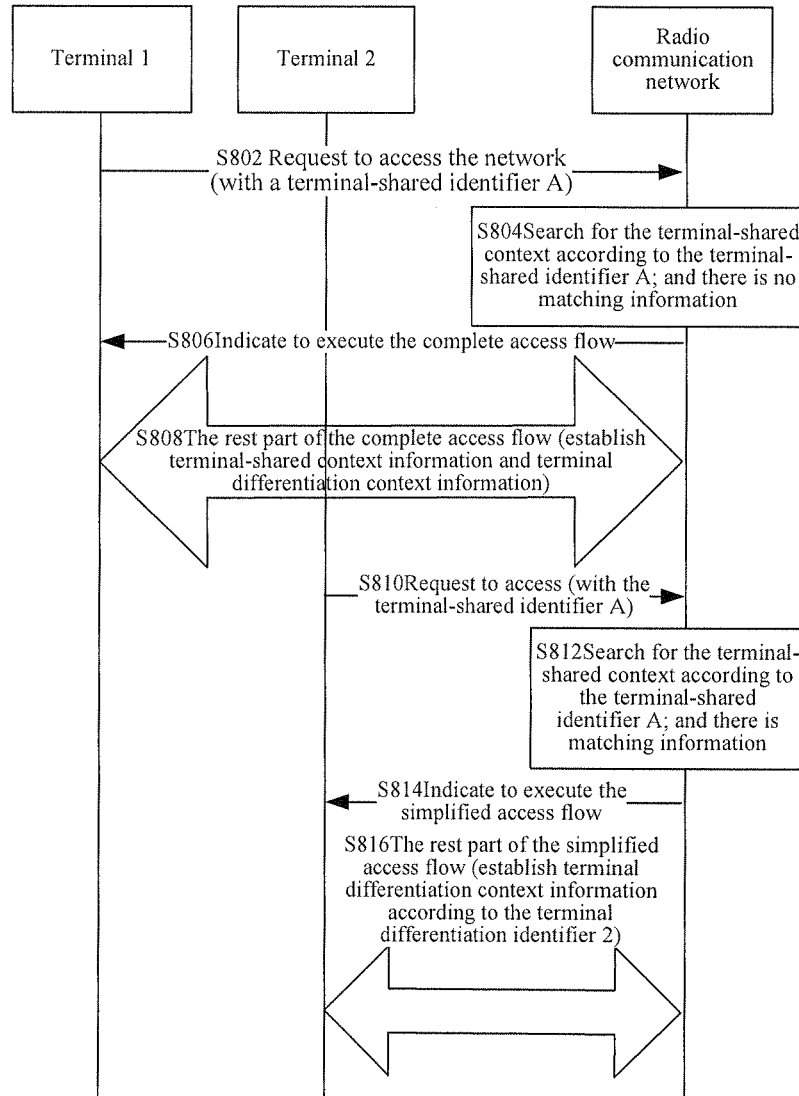 Terminal 1
Terminal 2
Radio
communication
network
S802 Request to access the network
(with a terminal-shared identifier A)
S804Search for the terminal-shared
context according to the terminal-
shared identifier A; and there is no
matching information
S806Indicate to execute the complete access flow
S808The rest part of the complete access flow (establish
terminal-shared context information and terminal
differentiation context information)
S810Request to access (with the
terminal-shared identifier A)
S812Search for the terminal-
shared context according to
the terminal-shared
identifier A; and there is
matching information
S814Indicate to execute the
simplified access flow
S816The rest part of the simplified
access flow (establish terminal
differentiation context information
according to the terminal
differentiation identifier 2)